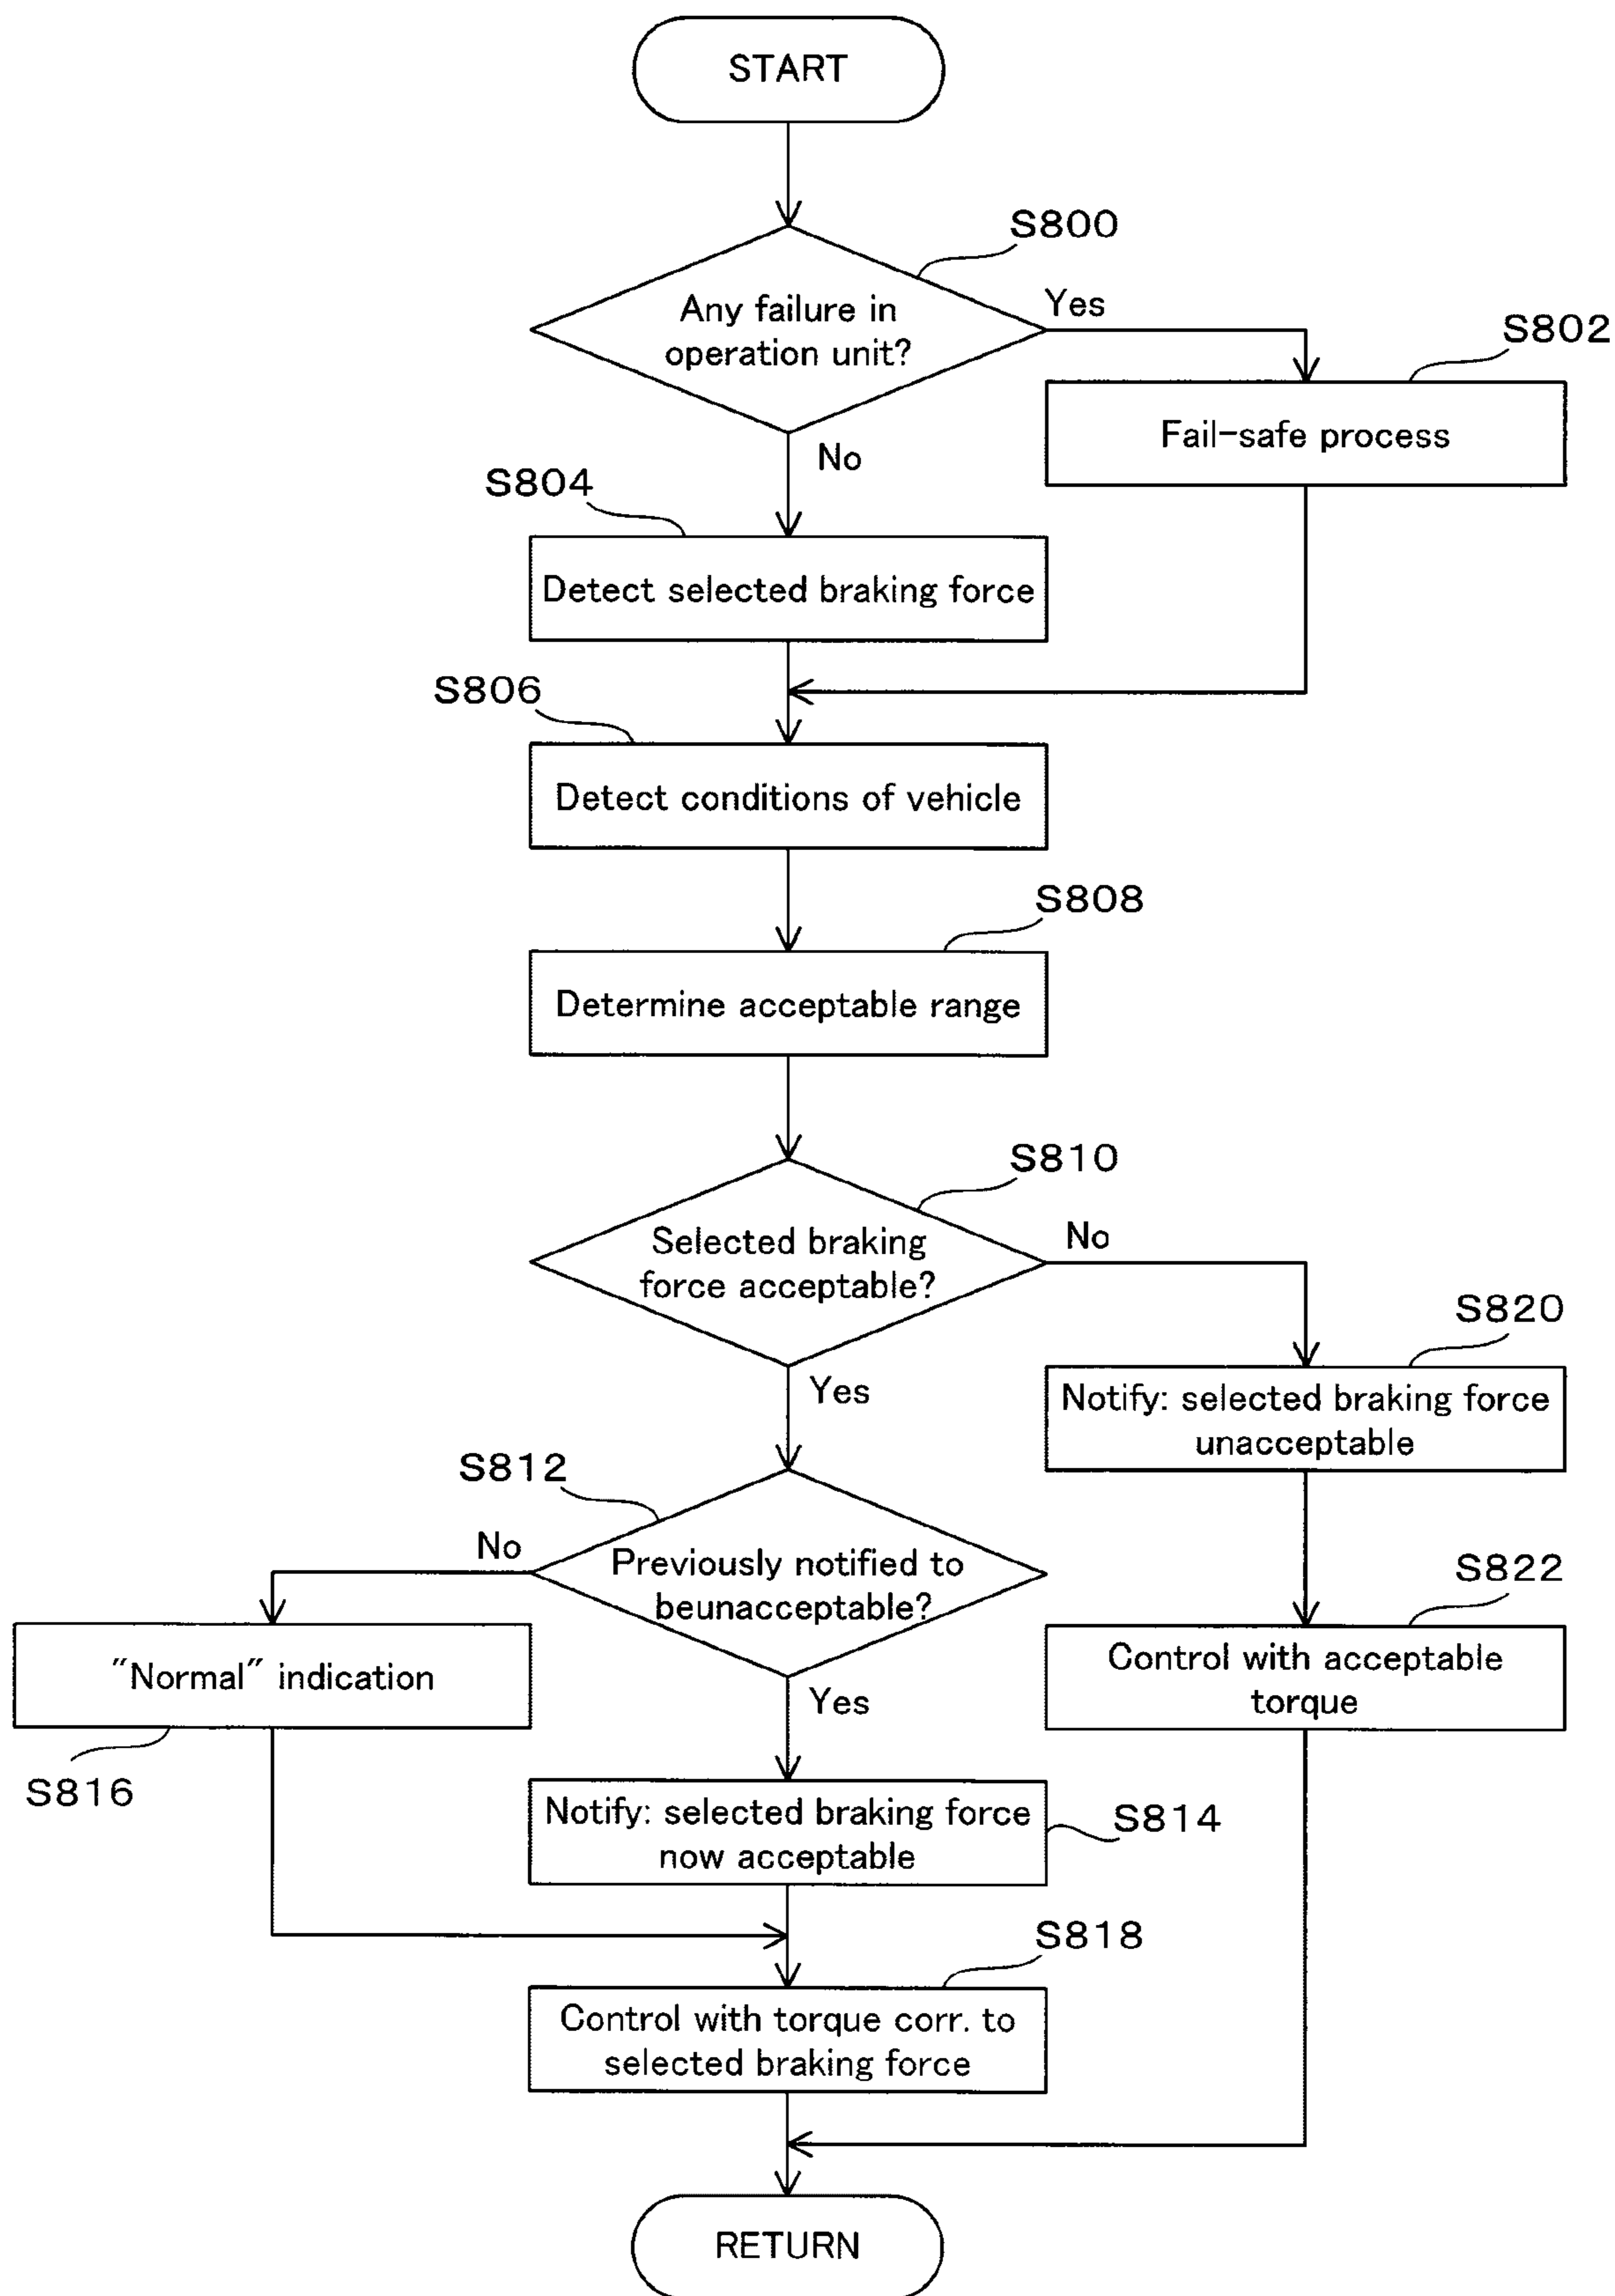 START
S800
Any failure in
operation unit?
Yes
S802
Fail-safe process
No
S804
Detect selected braking force
S806
Detect conditions of vehicle
S808
Determine acceptable range
S810
Selected braking
force acceptable?
No
S820
Notify: selected braking force
unacceptable
Yes
S812
No
Previously notified to
beunacceptable?
S822
Control with acceptable
torque
"Normal" indication
S816
Yes
Notify: selected braking force
now acceptable
S814
S818
Control with torque corr. to
selected braking force
RETURN